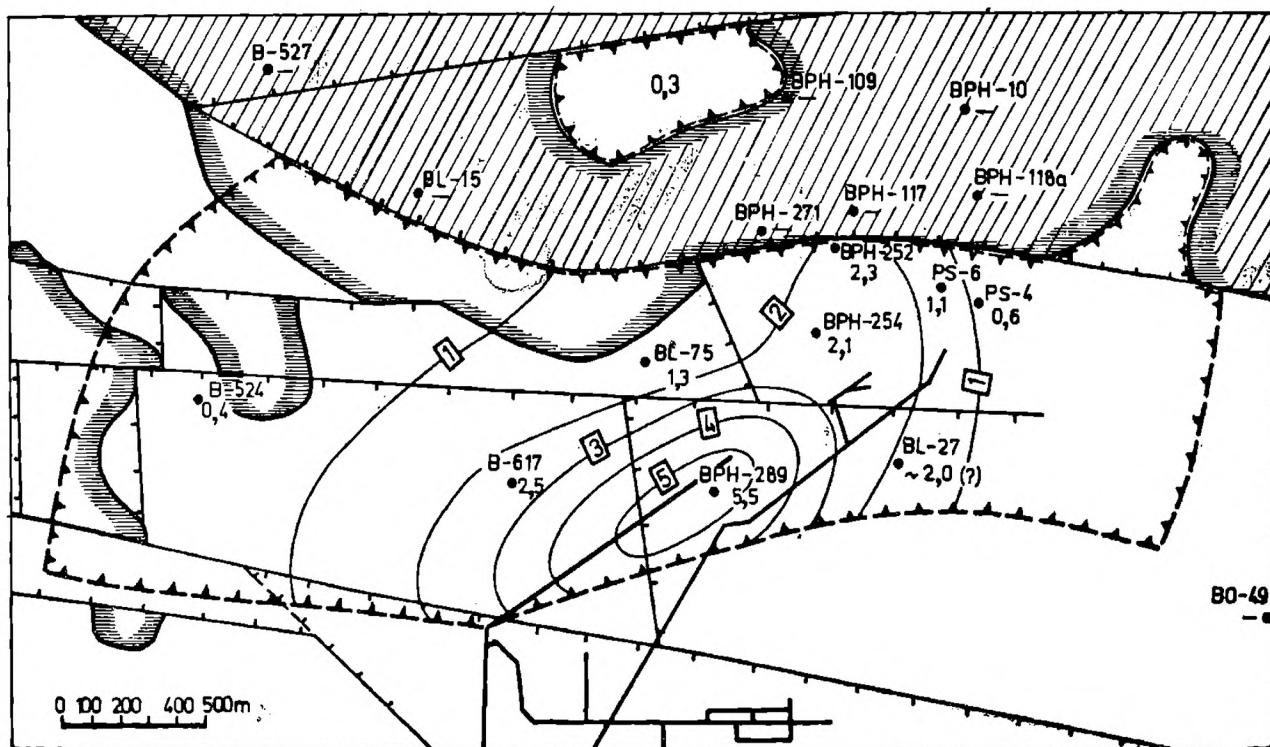 B-527
0,3
BPH-109
BPH-10
BL-15
BPH-118a
BPH-117
BPH-271
BPH-252
2,3
PS-6
1,1
PS-4
0,6
2
BPH-254
2,1
1
BL-75
1,3
1
B-524
0,4
4
3
B-617
2,5
5
BPH-289
5,5
BL-27
~2,0 (?)
BO-49
0 100 200 400 500m